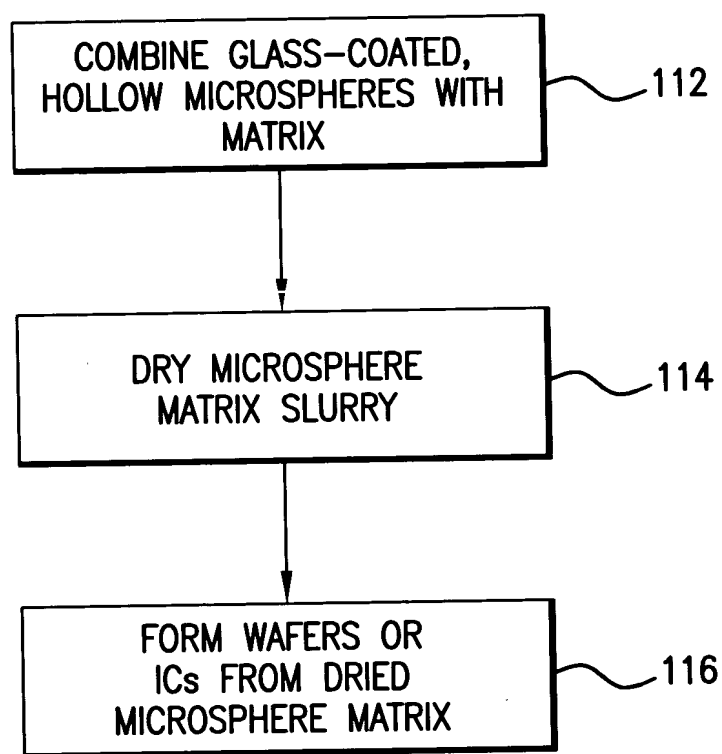 COMBINE GLASS-COATED,
HOLLOW MICROSPHERES WITH
MATRIX
112
DRY MICROSPHERE
MATRIX SLURRY
114
FORM WAFERS OR
ICs FROM DRIED
MICROSPHERE MATRIX
116